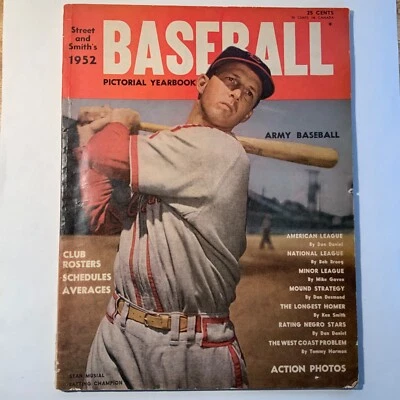 Street
and
Smith's
1952
BASEBALL
25 CENTS
PICTORIAL YEARBOOK
ARMY BASEBALL
AMERICAN LEAGUE
By Dan Daniel
NATIONAL LEAGUE
By Bob Broeg
MINOR LEAGUE
By Mike Gaven
MOUND STRATEGY
By Dan Desmond
THE LONGEST HOMER
By Ken Smith
RATING NEGRO STARS
By Dan Daniel
THE WEST COAST PROBLEM
By Tommy Harmon
ACTION PHOTOS
CLUB
ROSTERS
SCHEDULES
AVERAGES
STAN MUSIAL
BATTING CHAMPION